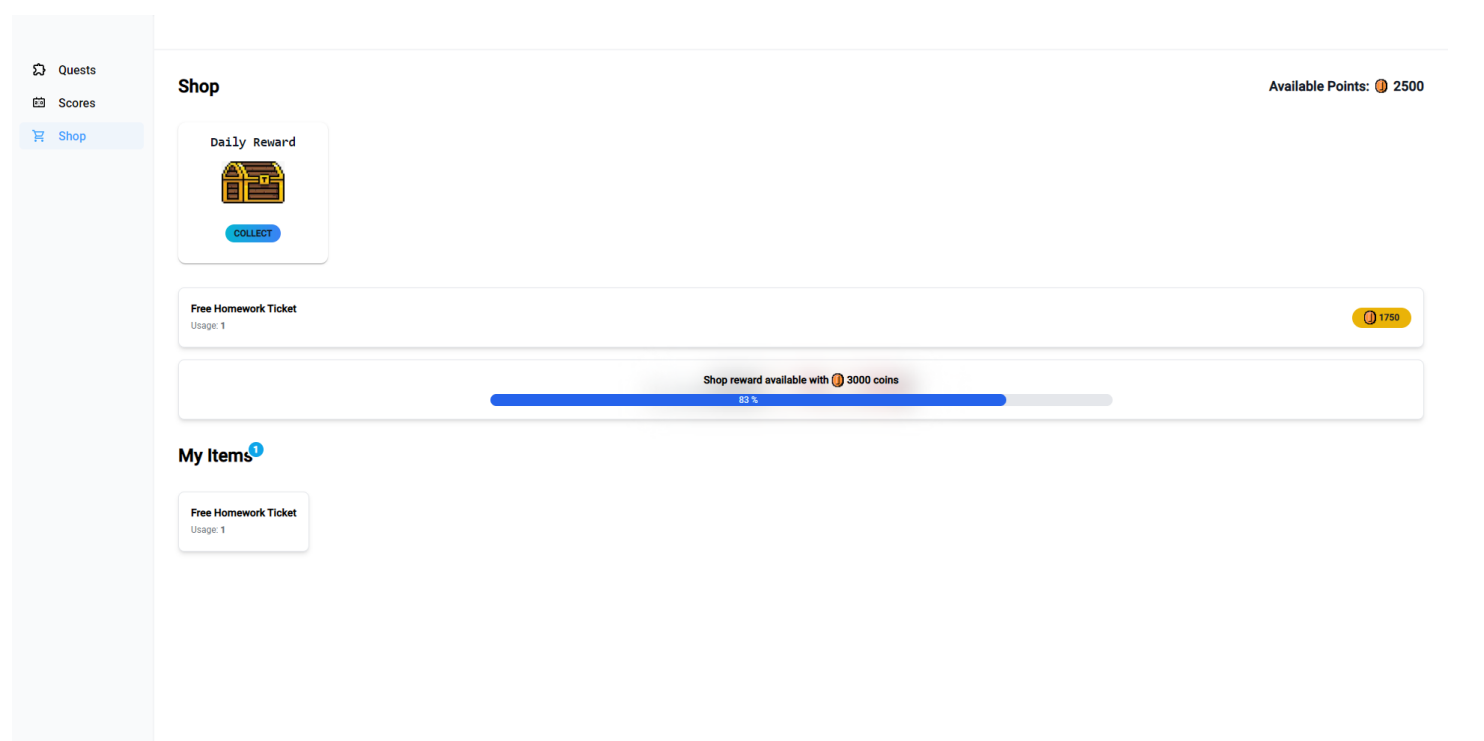 Quests
Scores
Shop
Shop
Available Points: 2500
Daily Reward
COLLECT
Free Homework Ticket
Usage: 1
1750
Shop reward available with 3000 coins
83 %
My Items
1
Free Homework Ticket
Usage: 1